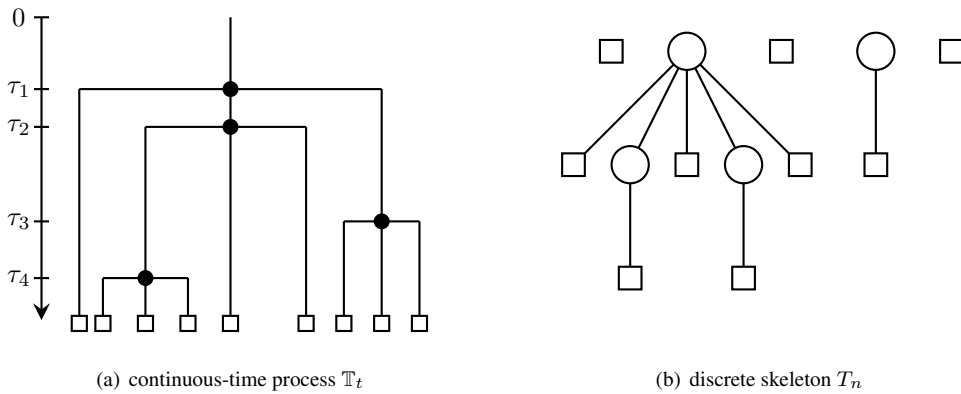 0
τ₁
τ₂
τ₃
τ₄
(a) continuous-time process 𝕋ₜ
(b) discrete skeleton Tₙ